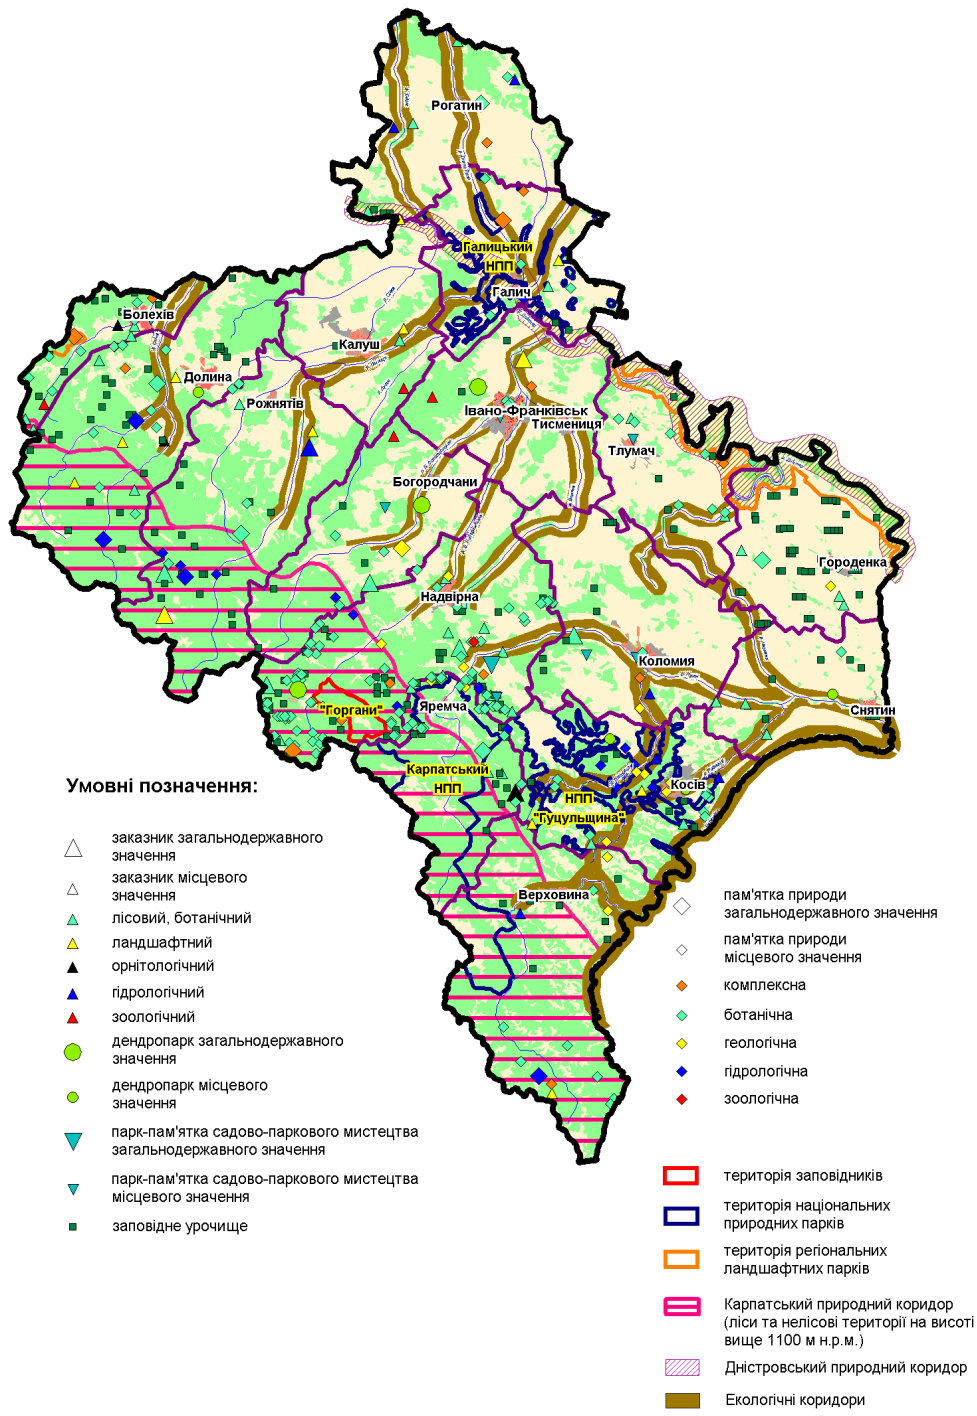 Рогатин
Галицький
НПП
Галич
Болехів
Калуш
Долина
Рожнятів
Івано-Франківськ
Тисмениця
Тлумач
Богородчани
Городенка
Надвірна
Коломия
Снятин
Яремча
"Горгани"
Карпатський
НПП
Косів
НПП
"Гуцульщина"
Верховина
Умовні позначення:
заказник загальнодержавного
значення
заказник місцевого
значення
лісовий, ботанічний
ландшафтний
орнітологічний
гідрологічний
зоологічний
дендропарк загальнодержавного
значення
дендропарк місцевого
значення
парк-пам'ятка садово-паркового мистецтва
загальнодержавного значення
парк-пам'ятка садово-паркового мистецтва
місцевого значення
заповідне урочище
пам'ятка природи
загальнодержавного значення
пам'ятка природи
місцевого значення
комплексна
ботанічна
геологічна
гідрологічна
зоологічна
територія заповідників
територія національних
природних парків
територія регіональних
ландшафтних парків
Карпатський природний коридор
(ліси та нелісові території на висоті
вище 1100 м н.р.м.)
Дністровський природний коридор
Екологічні коридори